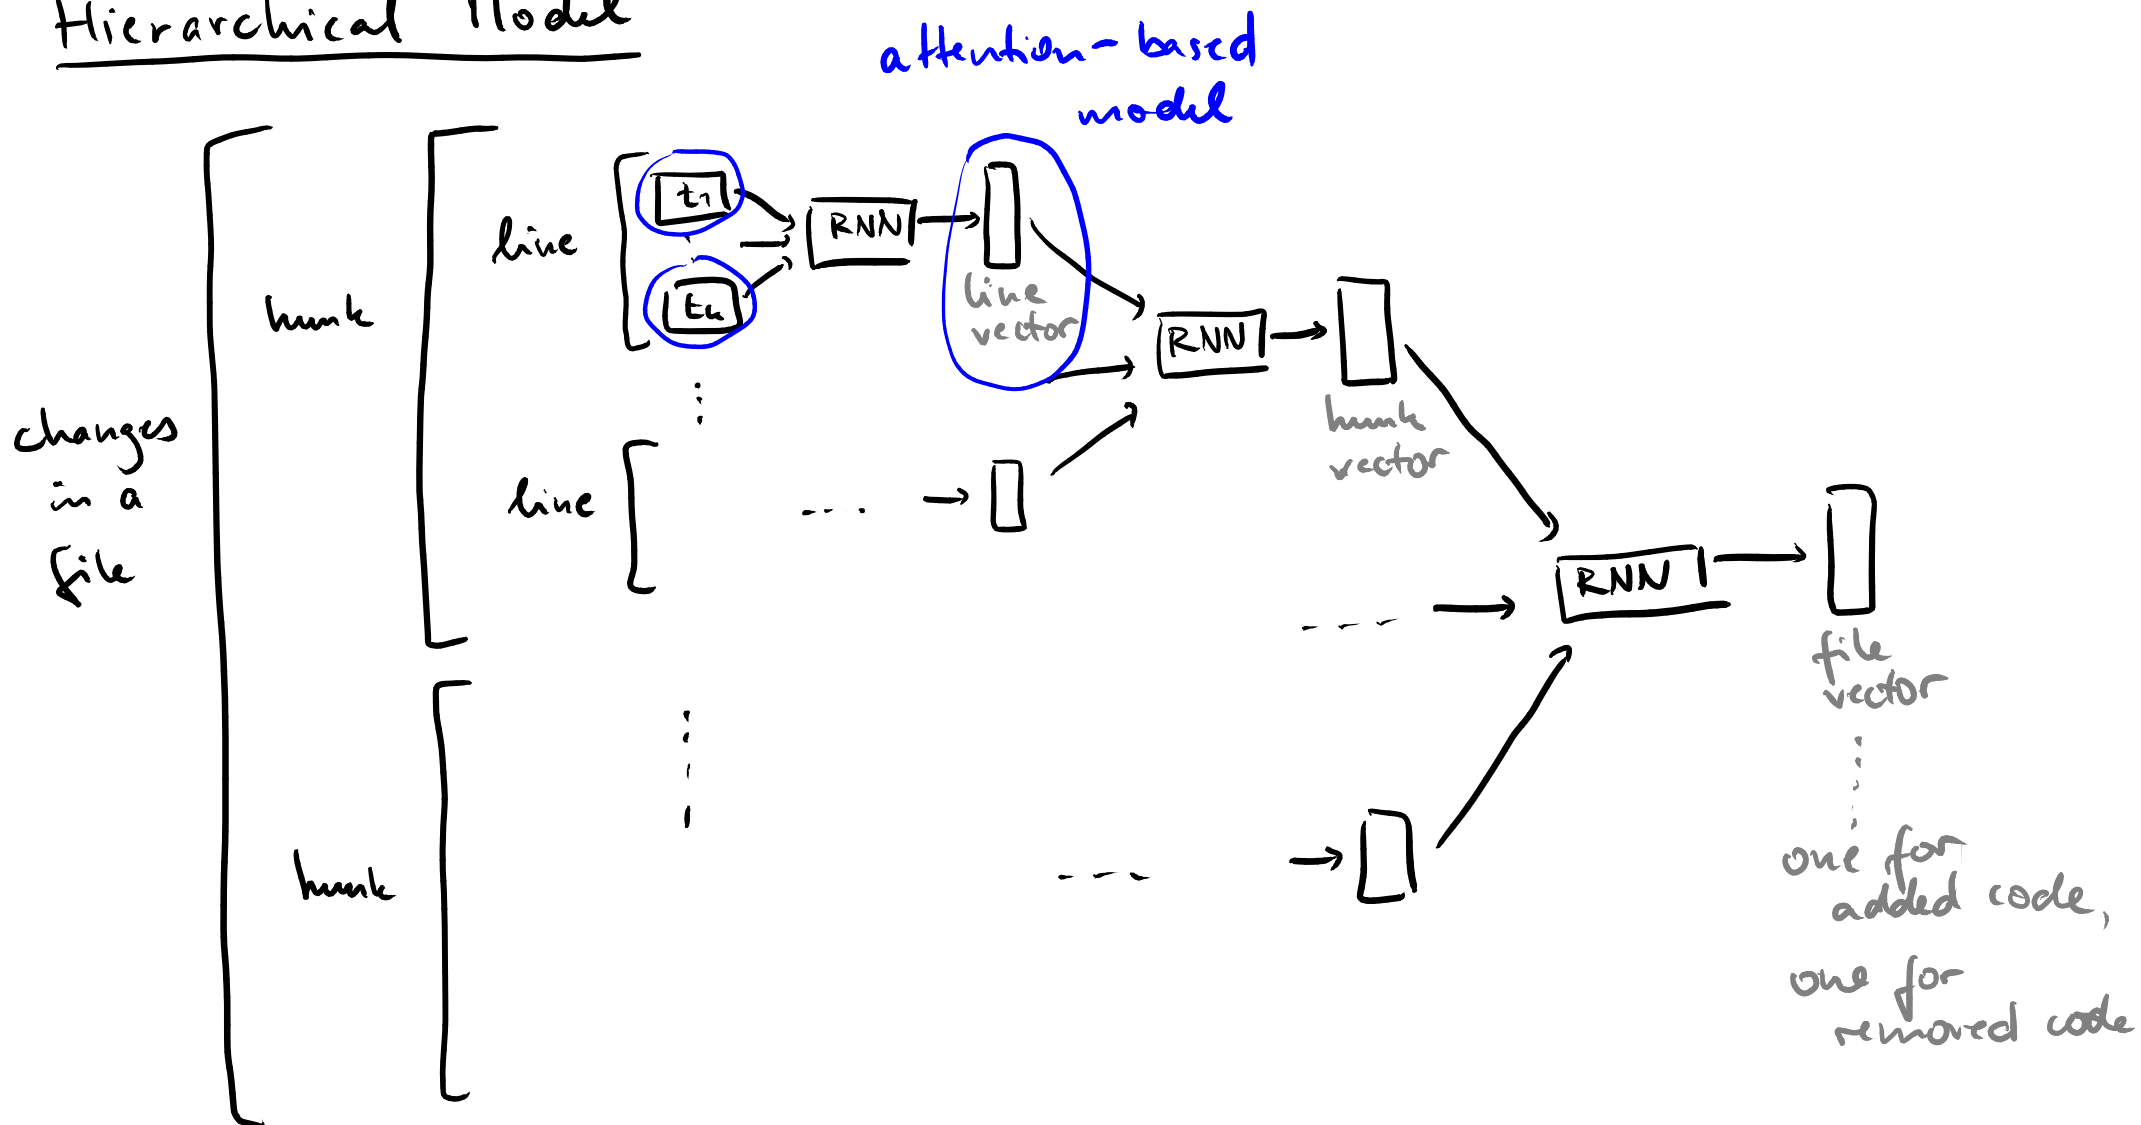 Hierarchical Model
attention-based
model
changes
in a
file
hunk
line
t1
tk
RNN
line
vector
RNN
hunk
vector
line
RNN
file
vector
hunk
one for
added code,
one for
removed code